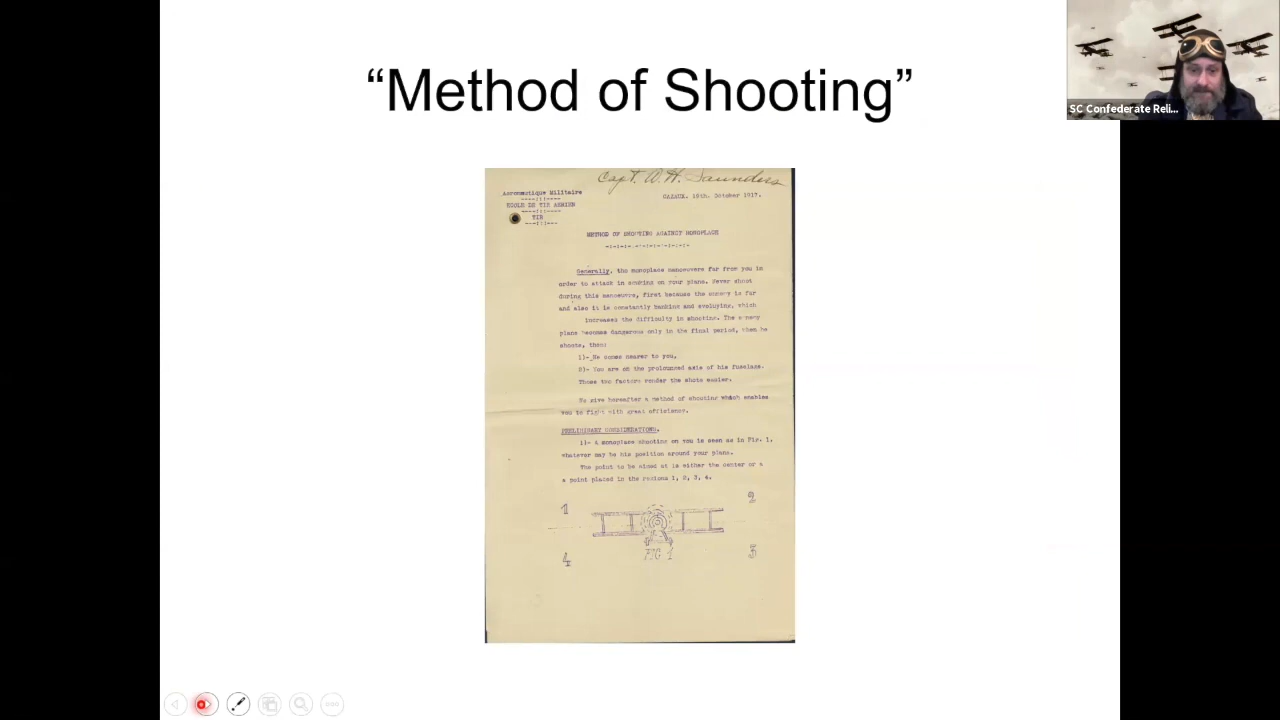 “Method of Shooting”
SC Confederate Reli...
Capt. W. H. Saunders
Aeronautique Militaire
ECOLE DE TIR AERIEN
TIR
CAZAUX. 19th. October 1917.
METHOD OF SHOOTING AGAINST MONOPLACE
Generally, the monoplace manoeuvers far from you in
order to attack in on your plane. Never shoot
during this manoeuvre, first because the ennemy is far
and also it is constantly banking and evoluying, which
increases the difficulty in shooting. The ennemy
plane becomes dangerous only in the final period, then he
shoots, then:
1)- He comes nearer to you,
2)- You are on the prolounged axis of his fuselage.
These two factors render the shots easier.
We give hereafter a method of shooting which enables
you to fight with great efficiency.
PRELIMINARY CONSIDERATIONS.
1)- A monoplace shooting on you is seen as in Fig. 1,
whatever may be his position around your plane.
The point to be aimed at is either the center or a
a point placed in the regions 1, 2, 3, 4.
1
2
4
FIG 1
3